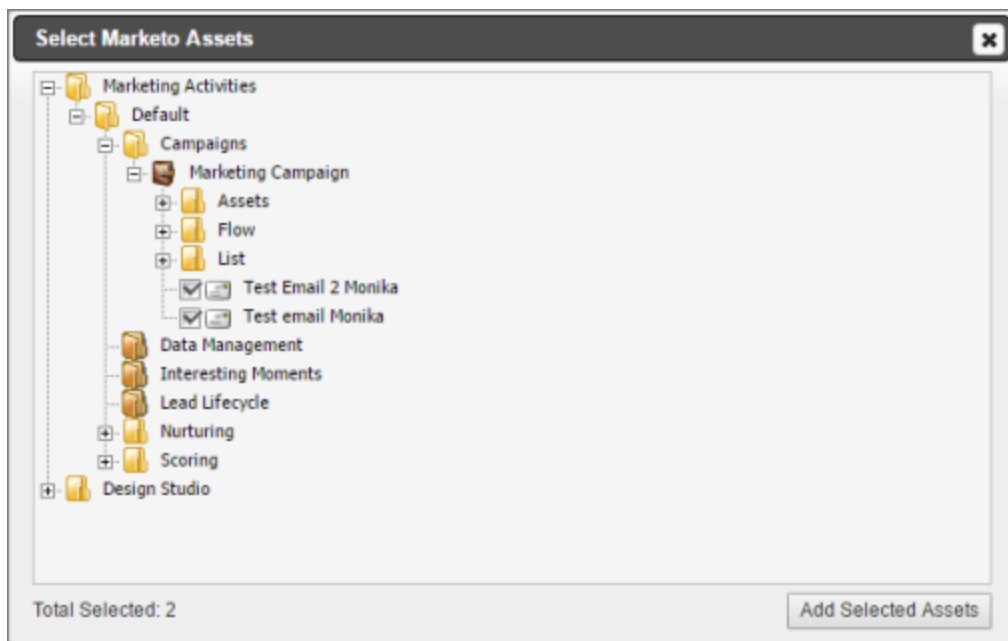 Select Marketo Assets
Marketing Activities
Default
Campaigns
Marketing Campaign
Assets
Flow
List
Test Email 2 Monika
Test email Monika
Data Management
Interesting Moments
Lead Lifecycle
Nurturing
Scoring
Design Studio
Total Selected: 2 Add Selected Assets